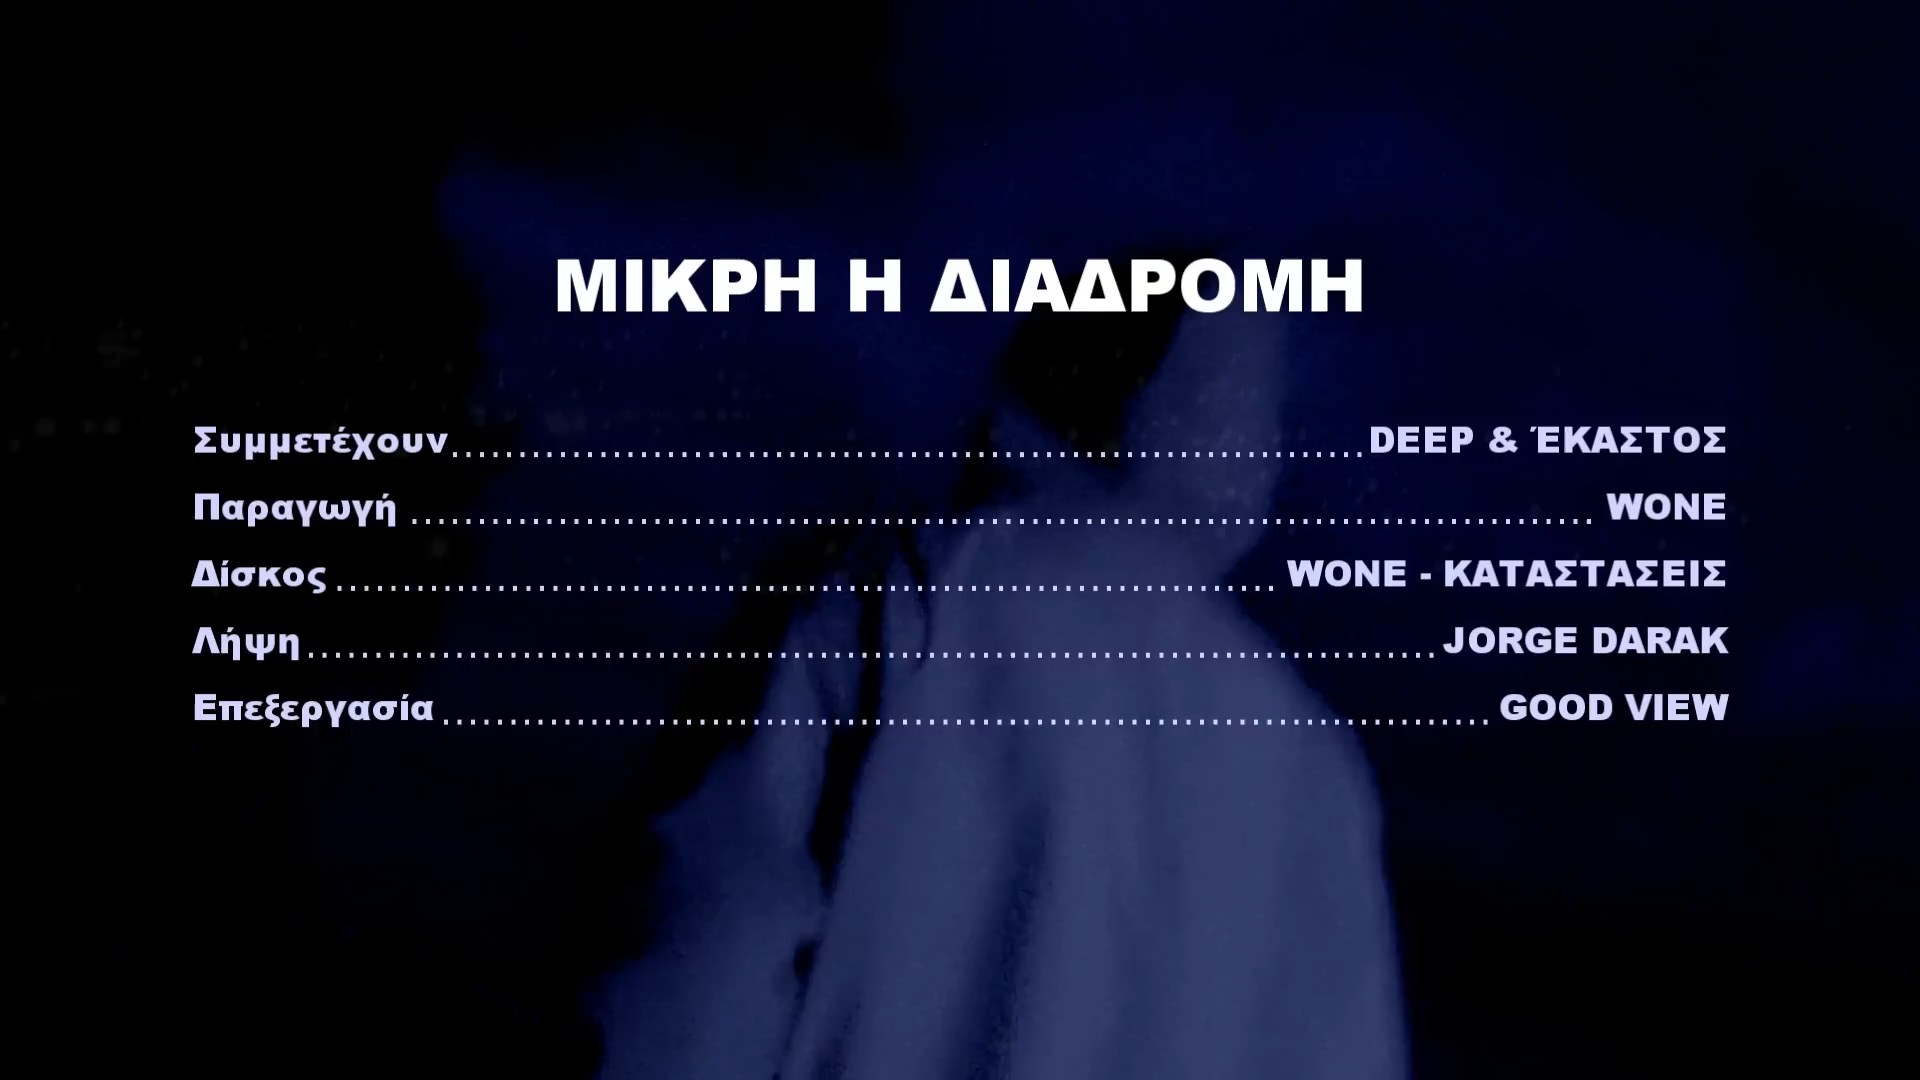 ΜΙΚΡΗ Η ΔΙΑΔΡΟΜΗ
Συμμετέχουν......................................................................DEEP & ΈΚΑΣΤΟΣ
Παραγωγή ........................................................................................... WONE
Δίσκος ........................................................................ WONE - ΚΑΤΑΣΤΑΣΕΙΣ
Λήψη.......................................................................................JORGE DARAK
Επεξεργασία ................................................................................. GOOD VIEW